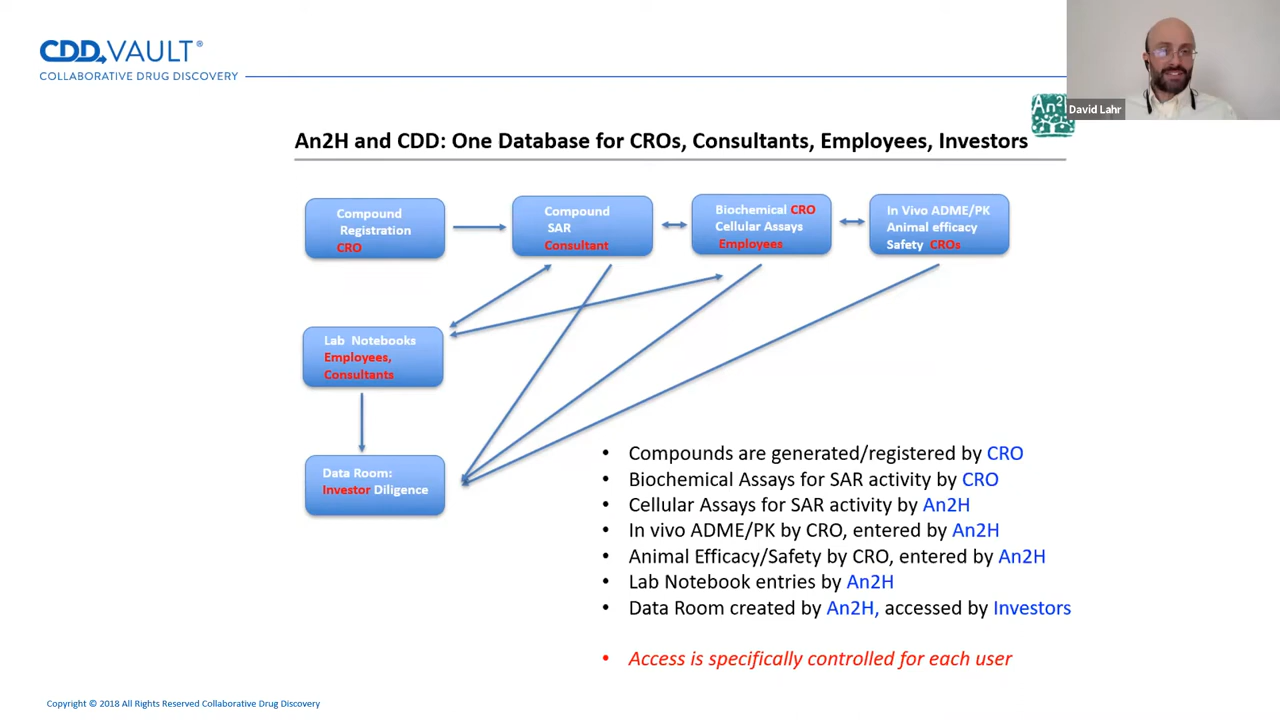 CDD VAULT®
COLLABORATIVE DRUG DISCOVERY
An2H
David Lahr
An2H and CDD: One Database for CROs, Consultants, Employees, Investors
Compound
Registration
CRO
Compound
SAR
Consultant
Biochemical CRO
Cellular Assays
Employees
In Vivo ADME/PK
Animal efficacy
Safety CROs
Lab Notebooks
Employees,
Consultants
Data Room:
Investor Diligence
• Compounds are generated/registered by CRO
• Biochemical Assays for SAR activity by CRO
• Cellular Assays for SAR activity by An2H
• In vivo ADME/PK by CRO, entered by An2H
• Animal Efficacy/Safety by CRO, entered by An2H
• Lab Notebook entries by An2H
• Data Room created by An2H, accessed by Investors
• Access is specifically controlled for each user
Copyright © 2018 All Rights Reserved Collaborative Drug Discovery